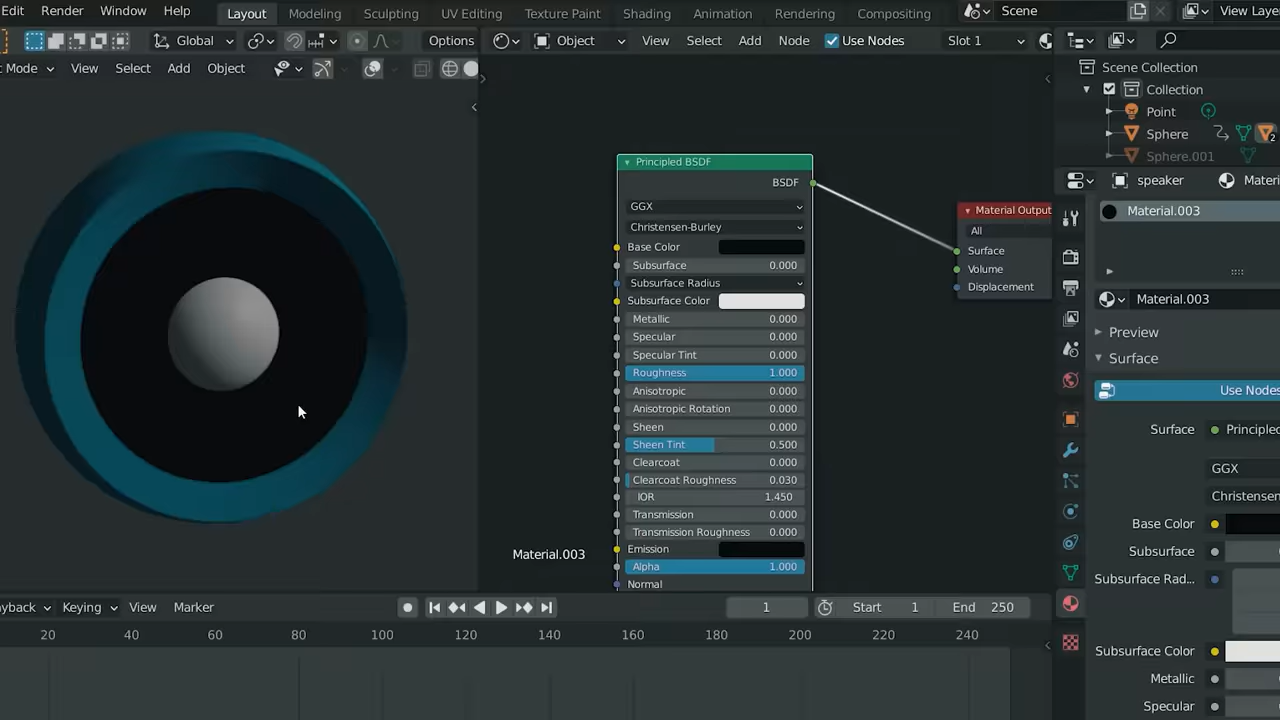 Edit Render Window Help Layout Modeling Sculpting UV Editing Texture Paint Shading Animation Rendering Compositing Scene View Layer
Global Options Object View Select Add Node Use Nodes Slot 1
Mode View Select Add Object
Scene Collection
Collection
Point
Sphere 2
Sphere.001
speaker Mater
Material.003
Principled BSDF
BSDF
GGX
Christensen-Burley
Base Color
Subsurface 0.000
Subsurface Radius
Subsurface Color
Metallic 0.000
Specular 0.000
Specular Tint 0.000
Roughness 1.000
Anisotropic 0.000
Anisotropic Rotation 0.000
Sheen 0.000
Sheen Tint 0.500
Clearcoat 0.000
Clearcoat Roughness 0.030
IOR 1.450
Transmission 0.000
Transmission Roughness 0.000
Emission
Alpha 1.000
Normal
Material.003
Material Output
All
Surface
Volume
Displacement
Material.003
Preview
Surface
Use Nodes
Surface Principle
GGX
Christensen
Base Color
Subsurface
Subsurface Rad...
Subsurface Color
Metallic
Specular
yback Keying View Marker 1 Start 1 End 250
20 40 60 80 100 120 140 160 180 200 220 240